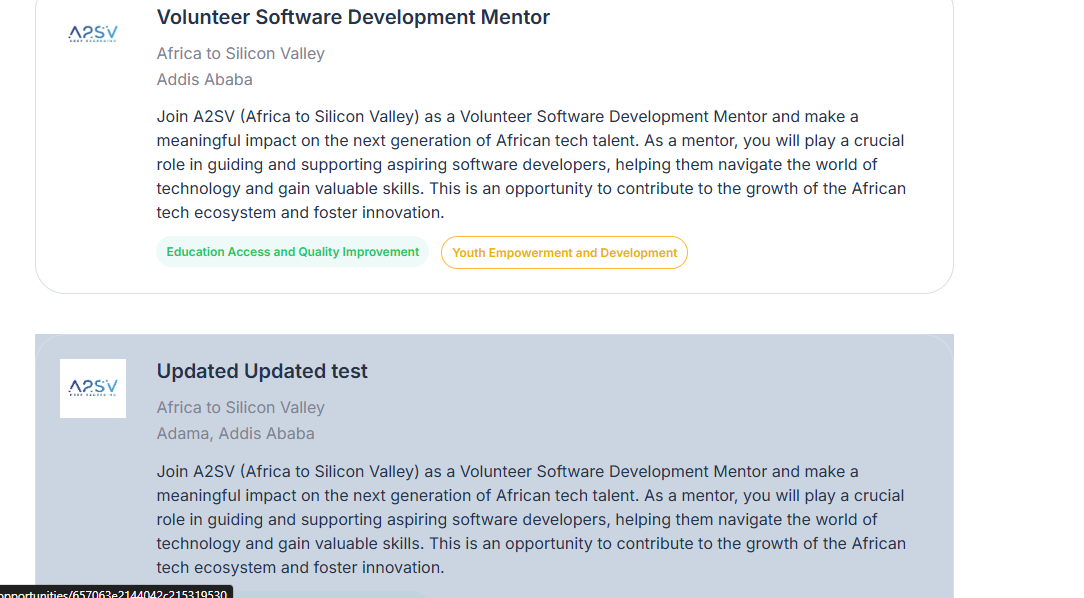 A2SV
Volunteer Software Development Mentor
Africa to Silicon Valley
Addis Ababa
Join A2SV (Africa to Silicon Valley) as a Volunteer Software Development Mentor and make a
meaningful impact on the next generation of African tech talent. As a mentor, you will play a crucial
role in guiding and supporting aspiring software developers, helping them navigate the world of
technology and gain valuable skills. This is an opportunity to contribute to the growth of the African
tech ecosystem and foster innovation.
Education Access and Quality Improvement
Youth Empowerment and Development
A2SV
Updated Updated test
Africa to Silicon Valley
Adama, Addis Ababa
Join A2SV (Africa to Silicon Valley) as a Volunteer Software Development Mentor and make a
meaningful impact on the next generation of African tech talent. As a mentor, you will play a crucial
role in guiding and supporting aspiring software developers, helping them navigate the world of
technology and gain valuable skills. This is an opportunity to contribute to the growth of the African
tech ecosystem and foster innovation.
opportunities/657063e2144042c215319530